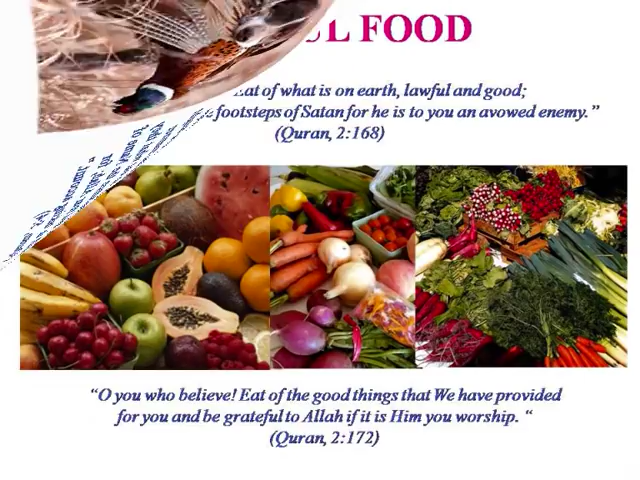 UL FOOD
Eat of what is on earth, lawful and good;
footsteps of Satan for he is to you an avowed enemy.”
(Quran, 2:168)
“O you who believe! Eat of the good things that We have provided
for you and be grateful to Allah if it is Him you worship. “
(Quran, 2:172)